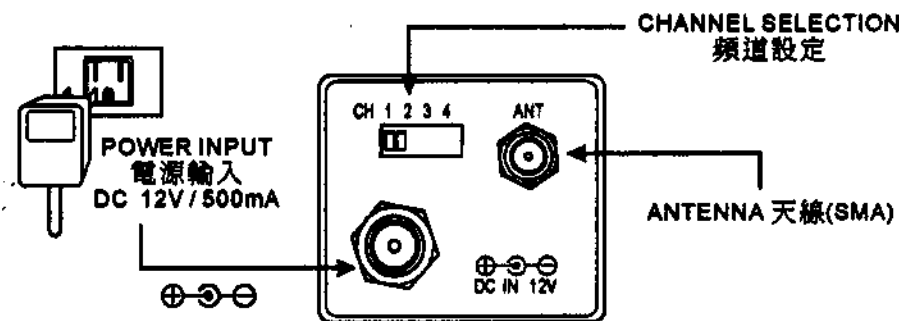 CHANNEL SELECTION
頻道設定
CH 1 2 3 4
ANT
POWER INPUT
電源輸入
DC 12V / 500mA
ANTENNA 天線(SMA)
DC IN 12V